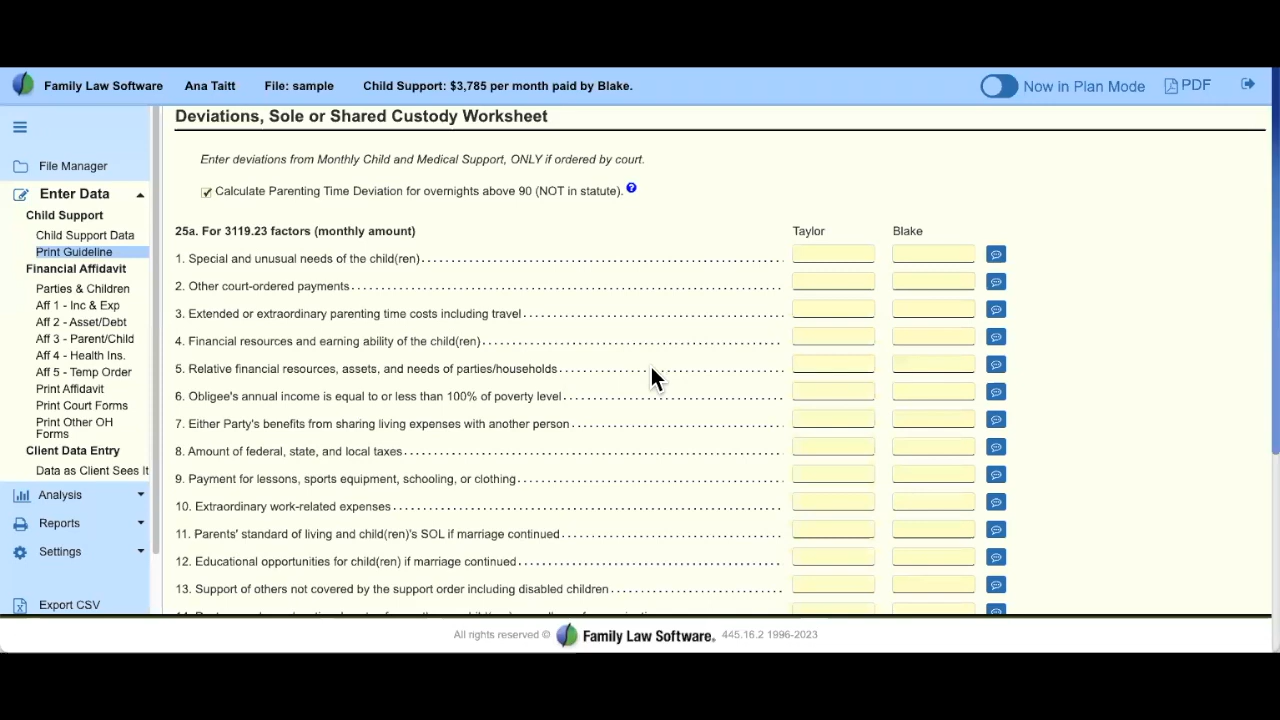 Family Law Software Ana Taitt File: sample Child Support: $3,785 per month paid by Blake. Now in Plan Mode PDF
File Manager
Enter Data
Child Support
Child Support Data
Print Guideline
Financial Affidavit
Parties & Children
Aff 1 - Inc & Exp
Aff 2 - Asset/Debt
Aff 3 - Parent/Child
Aff 4 - Health Ins.
Aff 5 - Temp Order
Print Affidavit
Print Court Forms
Print Other OH
Forms
Client Data Entry
Data as Client Sees It
Analysis
Reports
Settings
Export CSV
Deviations, Sole or Shared Custody Worksheet
Enter deviations from Monthly Child and Medical Support, ONLY if ordered by court.
Calculate Parenting Time Deviation for overnights above 90 (NOT in statute).
25a. For 3119.23 factors (monthly amount) Taylor Blake
1. Special and unusual needs of the child(ren)
2. Other court-ordered payments
3. Extended or extraordinary parenting time costs including travel
4. Financial resources and earning ability of the child(ren)
5. Relative financial resources, assets, and needs of parties/households
6. Obligee's annual income is equal to or less than 100% of poverty level
7. Either Party's benefits from sharing living expenses with another person
8. Amount of federal, state, and local taxes
9. Payment for lessons, sports equipment, schooling, or clothing
10. Extraordinary work-related expenses
11. Parents' standard of living and child(ren)'s SOL if marriage continued
12. Educational opportunities for child(ren) if marriage continued
13. Support of others not covered by the support order including disabled children
All rights reserved © Family Law Software. 445.16.2 1996-2023